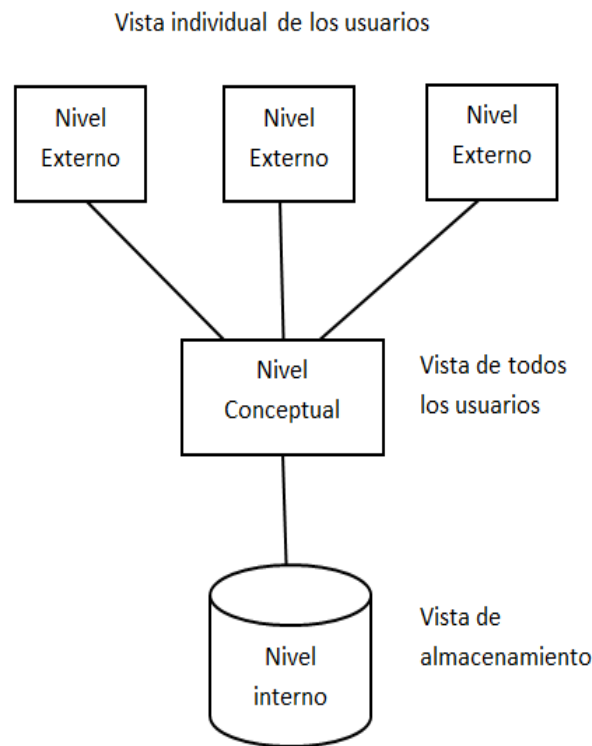 Vista individual de los usuarios
Nivel
Externo
Nivel
Externo
Nivel
Externo
Nivel
Conceptual
Vista de todos
los usuarios
Nivel
interno
Vista de
almacenamiento